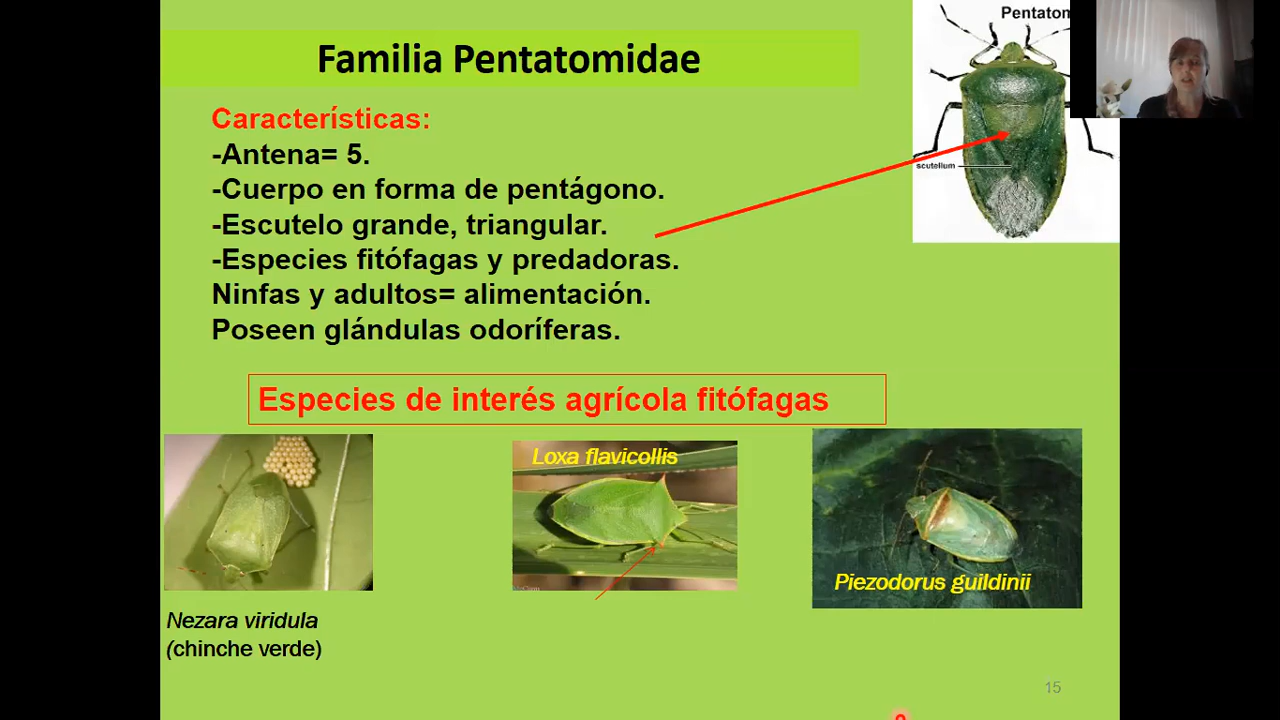 Familia Pentatomidae
Pentatom
Características:
-Antena= 5.
-Cuerpo en forma de pentágono.
-Escutelo grande, triangular.
-Especies fitófagas y predadoras.
Ninfas y adultos= alimentación.
Poseen glándulas odoríferas.
scutellum
Especies de interés agrícola fitófagas
Loxa flavicollis
Piezodorus guildinii
Nezara viridula
(chinche verde)
15